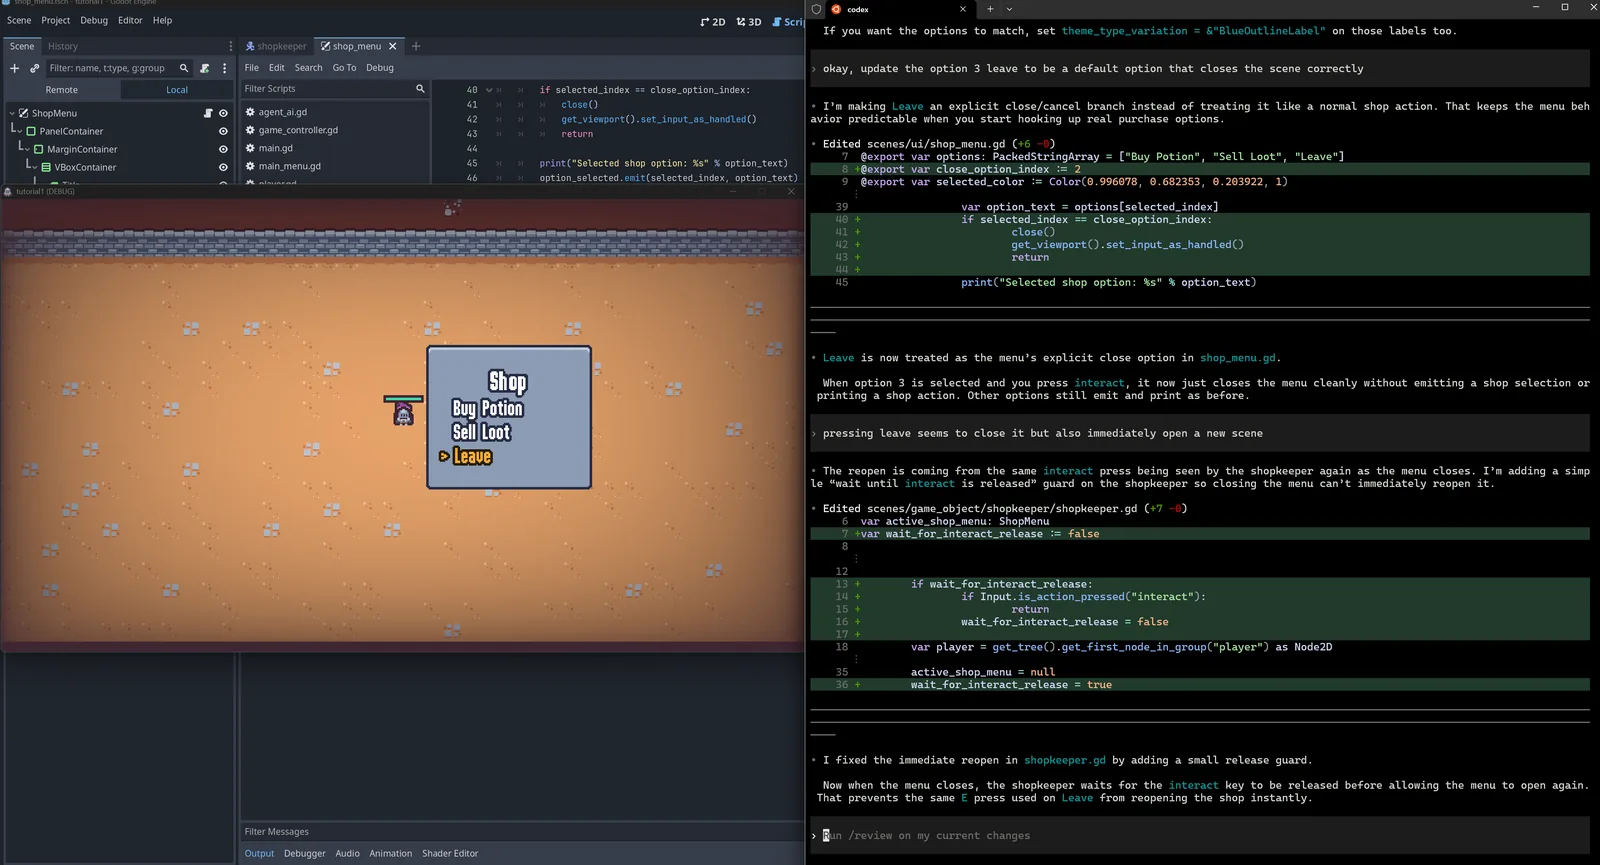 shop_menu.tscn - tutorial1 - Godot Engine
Scene Project Debug Editor Help
2D 3D Scri
Scene History
Filter: name, t:type, g:group
Remote Local
ShopMenu
PanelContainer
MarginContainer
VBoxContainer
shopkeeper shop_menu
File Edit Search Go To Debug
Filter Scripts
agent_ai.gd
game_controller.gd
main.gd
main_menu.gd
player.gd
40 if selected_index == close_option_index:
41 close()
42 get_viewport().set_input_as_handled()
43 return
44
45 print("Selected shop option: %s" % option_text)
46 option_selected.emit(selected_index, option_text)
tutorial1 (DEBUG)
Shop
Buy Potion
Sell Loot
> Leave
Filter Messages
Output Debugger Audio Animation Shader Editor
codex
If you want the options to match, set theme_type_variation = &"BlueOutlineLabel" on those labels too.
› okay, update the option 3 leave to be a default option that closes the scene correctly
• I’m making Leave an explicit close/cancel branch instead of treating it like a normal shop action. That keeps the menu beh
avior predictable when you start hooking up real purchase options.
• Edited scenes/ui/shop_menu.gd (+6 -0)
7 @export var options: PackedStringArray = ["Buy Potion", "Sell Loot", "Leave"]
8 +@export var close_option_index := 2
9 @export var selected_color := Color(0.996078, 0.682353, 0.203922, 1)
⋮
39 var option_text = options[selected_index]
40 + if selected_index == close_option_index:
41 + close()
42 + get_viewport().set_input_as_handled()
43 + return
44 +
45 print("Selected shop option: %s" % option_text)
• Leave is now treated as the menu’s explicit close option in shop_menu.gd.
When option 3 is selected and you press interact, it now just closes the menu cleanly without emitting a shop selection or
printing a shop action. Other options still emit and print as before.
› pressing leave seems to close it but also immediately open a new scene
• The reopen is coming from the same interact press being seen by the shopkeeper again as the menu closes. I’m adding a simp
le “wait until interact is released” guard on the shopkeeper so closing the menu can’t immediately reopen it.
• Edited scenes/game_object/shopkeeper/shopkeeper.gd (+7 -0)
6 var active_shop_menu: ShopMenu
7 +var wait_for_interact_release := false
8
⋮
12
13 + if wait_for_interact_release:
14 + if Input.is_action_pressed("interact"):
15 + return
16 + wait_for_interact_release = false
17 +
18 var player = get_tree().get_first_node_in_group("player") as Node2D
⋮
35 active_shop_menu = null
36 + wait_for_interact_release = true
• I fixed the immediate reopen in shopkeeper.gd by adding a small release guard.
Now when the menu closes, the shopkeeper waits for the interact key to be released before allowing the menu to open again.
That prevents the same E press used on Leave from reopening the shop instantly.
› Run /review on my current changes